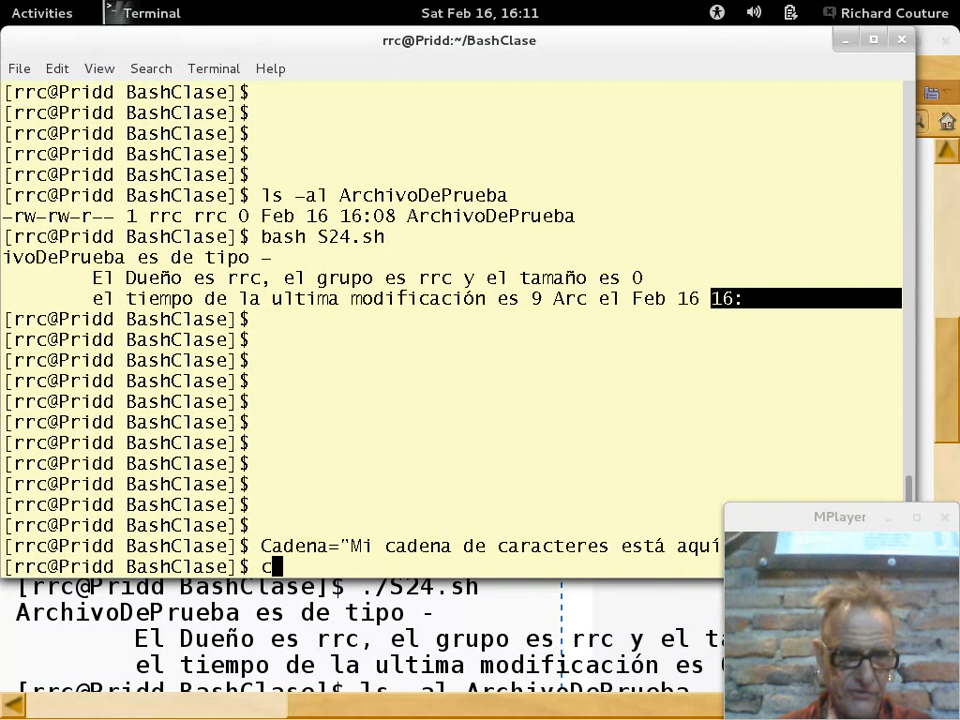 Activities Terminal Sat Feb 16, 16:11 Richard Couture
rrc@Pridd:~/BashClase
File Edit View Search Terminal Help
[rrc@Pridd BashClase]$
[rrc@Pridd BashClase]$
[rrc@Pridd BashClase]$
[rrc@Pridd BashClase]$
[rrc@Pridd BashClase]$
[rrc@Pridd BashClase]$ ls -al ArchivoDePrueba
-rw-rw-r-- 1 rrc rrc 0 Feb 16 16:08 ArchivoDePrueba
[rrc@Pridd BashClase]$ bash S24.sh
ivoDePrueba es de tipo -
El Dueño es rrc, el grupo es rrc y el tamaño es 0
el tiempo de la ultima modificación es 9 Arc el Feb 16 16:
[rrc@Pridd BashClase]$
[rrc@Pridd BashClase]$
[rrc@Pridd BashClase]$
[rrc@Pridd BashClase]$
[rrc@Pridd BashClase]$
[rrc@Pridd BashClase]$
[rrc@Pridd BashClase]$
[rrc@Pridd BashClase]$
[rrc@Pridd BashClase]$
[rrc@Pridd BashClase]$
[rrc@Pridd BashClase]$
[rrc@Pridd BashClase]$ Cadena="Mi cadena de caracteres está aquí
[rrc@Pridd BashClase]$ c
MPlayer
[rrc@Pridd BashClase]$ ./S24.sh
ArchivoDePrueba es de tipo -
El Dueño es rrc, el grupo es rrc y el ta
el tiempo de la ultima modificación es
[rrc@Pridd BashClase]$ ls -al ArchivoDePrueba